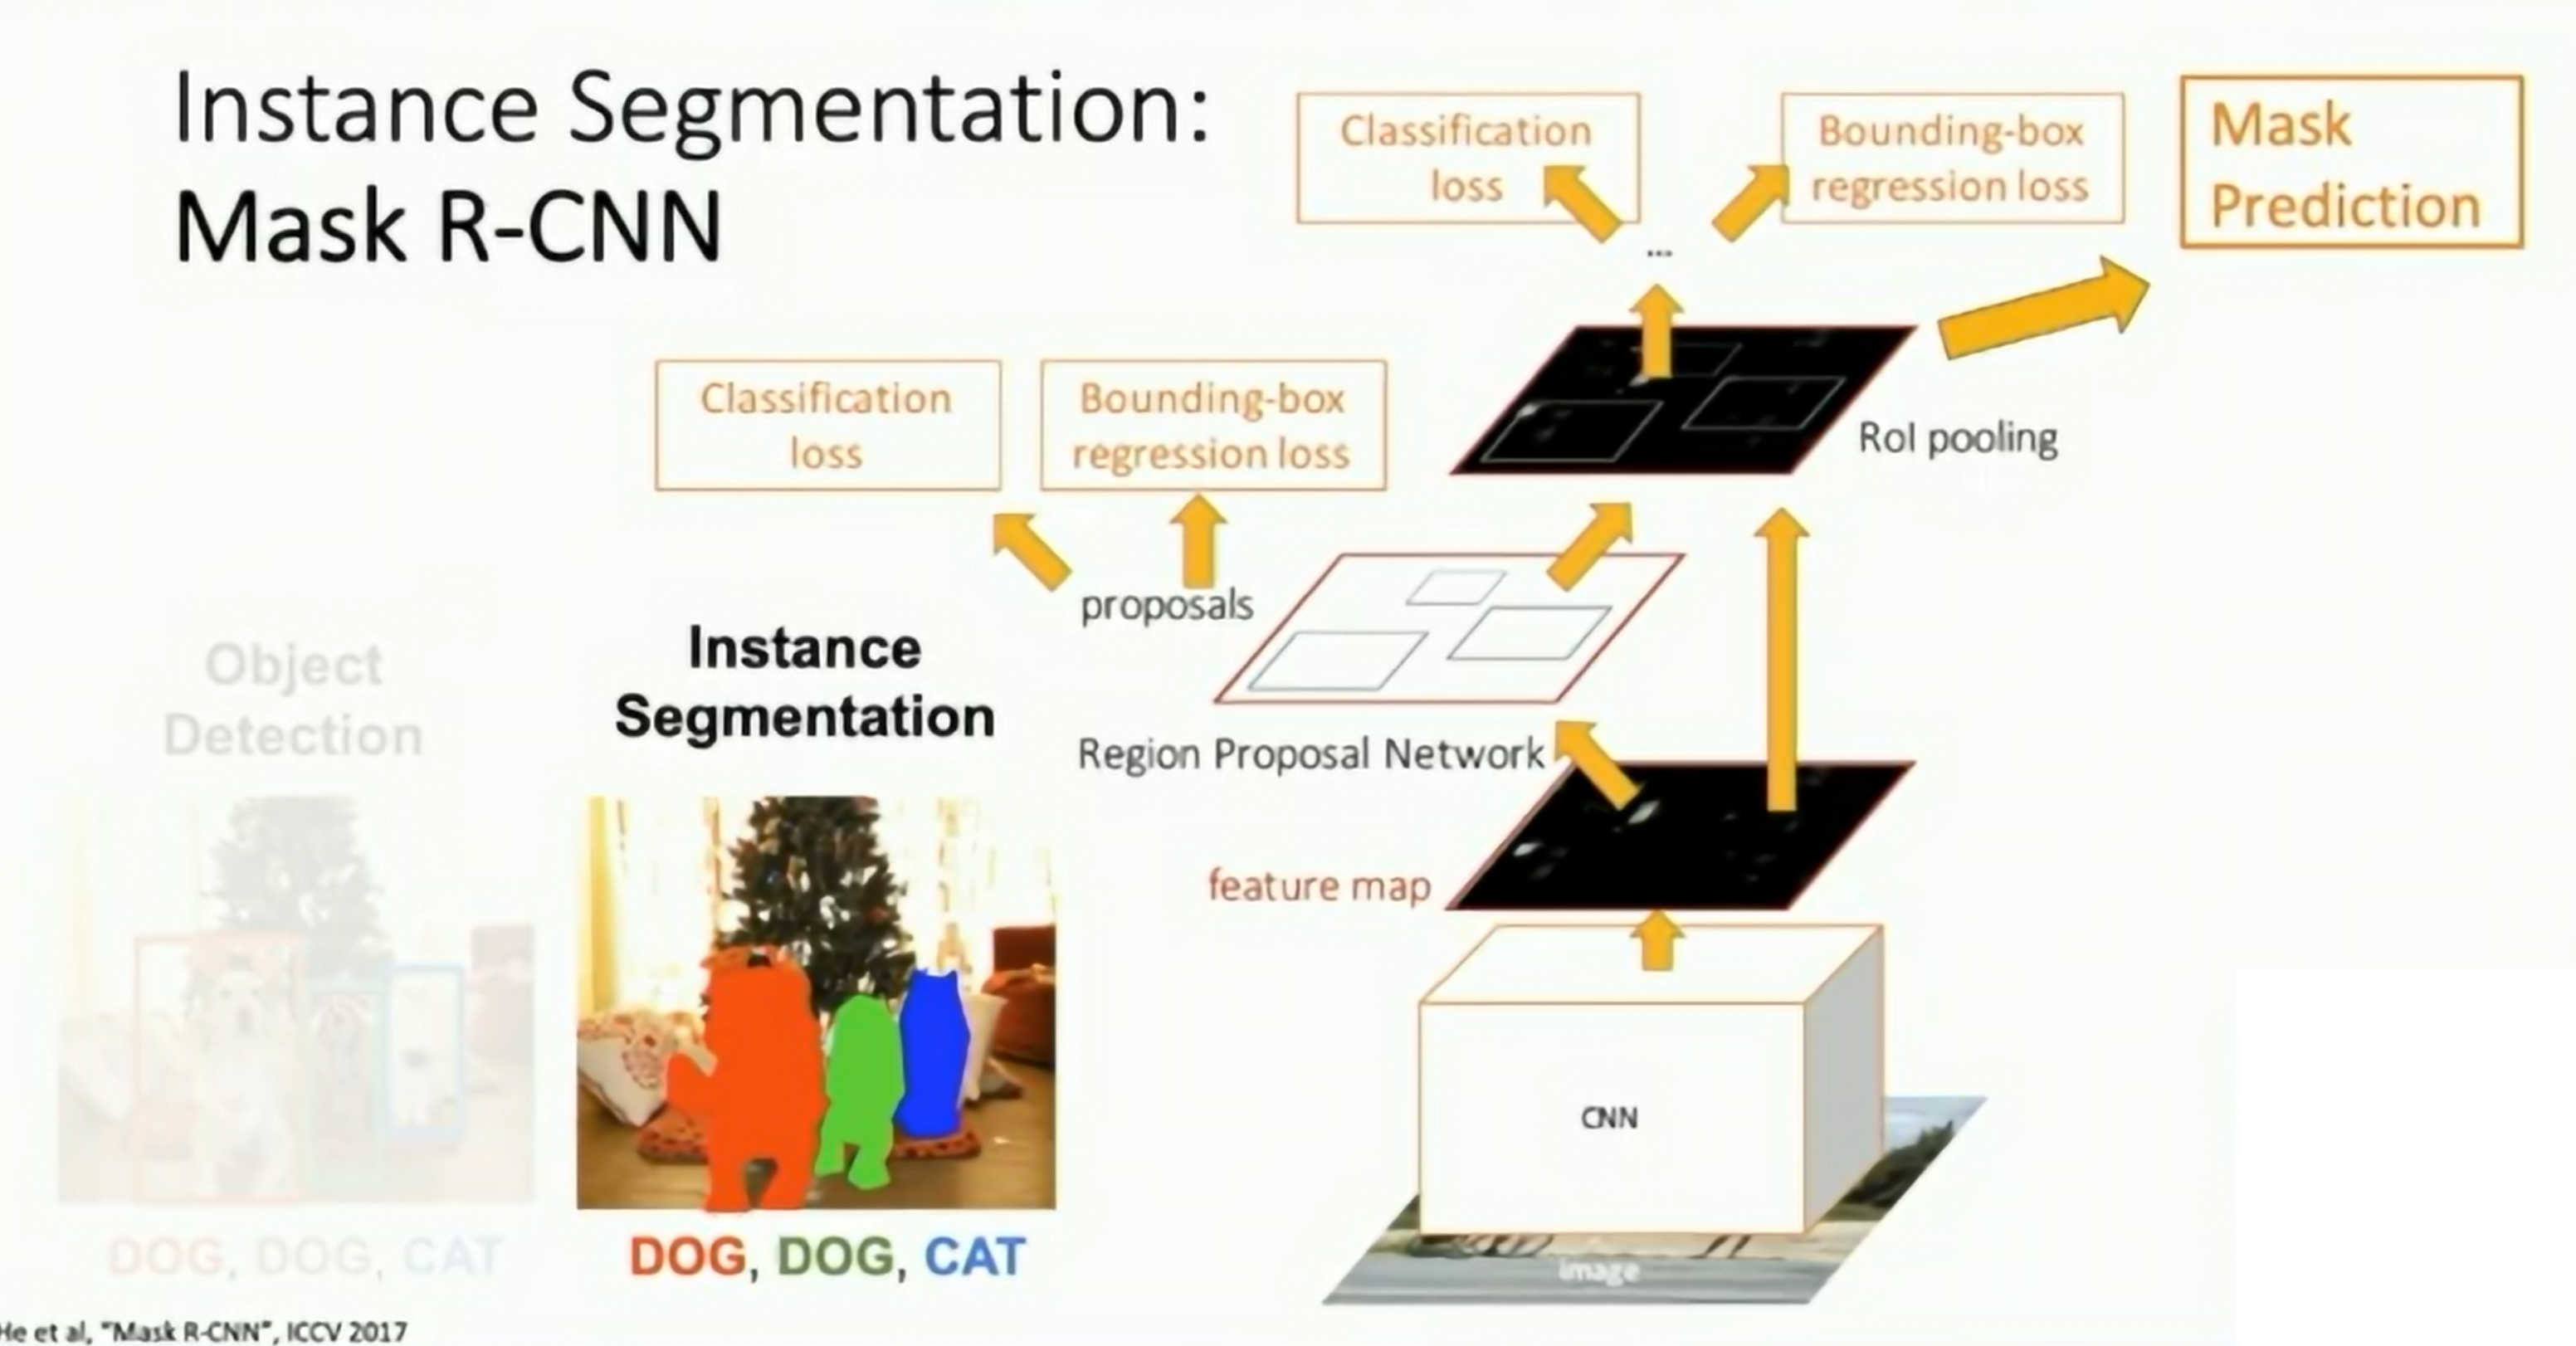 Instance Segmentation:
Mask R-CNN
Classification
loss
Bounding-box
regression loss
Mask
Prediction
Classification
loss
Bounding-box
regression loss
RoI pooling
proposals
Region Proposal Network
feature map
CNN
image
Object
Detection
DOG, DOG, CAT
Instance
Segmentation
DOG, DOG, CAT
He et al, "Mask R-CNN", ICCV 2017
...